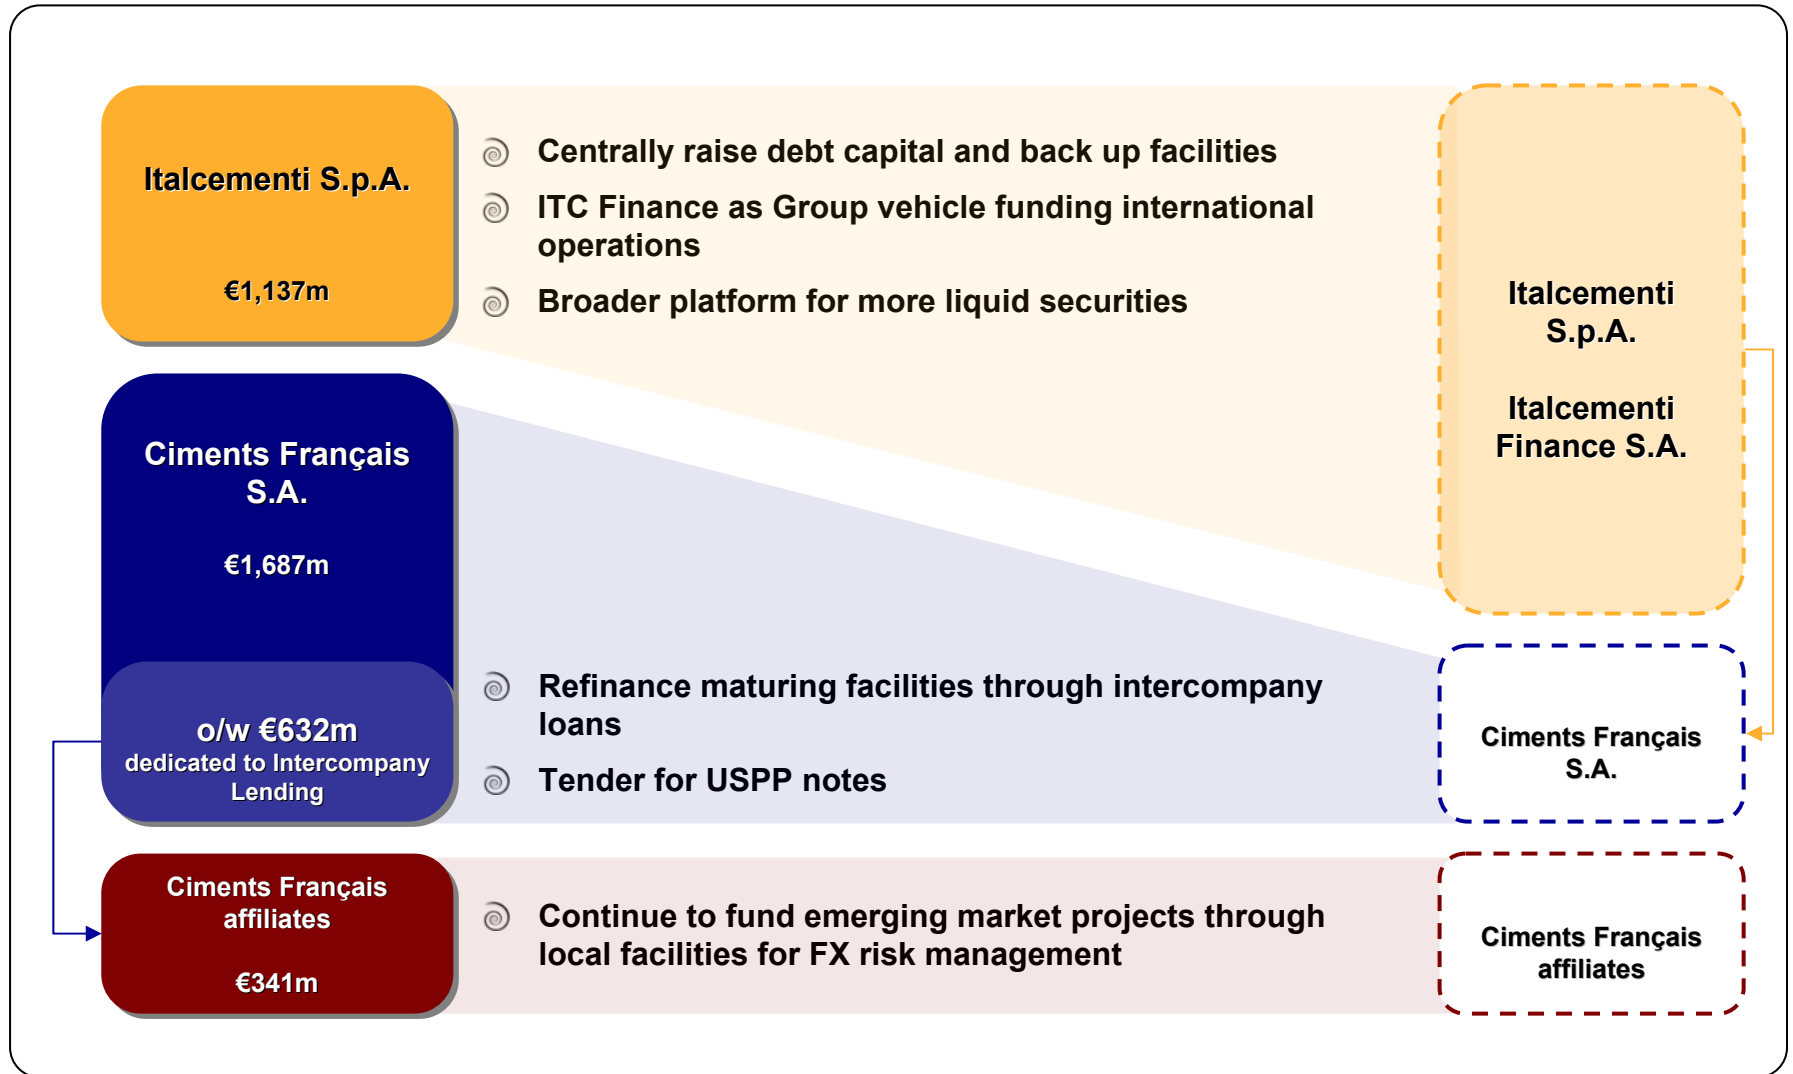 Italcementi S.p.A.
€1,137m
Centrally raise debt capital and back up facilities
ITC Finance as Group vehicle funding international
operations
Broader platform for more liquid securities
Italcementi
S.p.A.
Italcementi
Finance S.A.
Ciments Français
S.A.
€1,687m
o/w €632m
dedicated to Intercompany
Lending
Refinance maturing facilities through intercompany
loans
Tender for USPP notes
Ciments Français
S.A.
Ciments Français
affiliates
€341m
Continue to fund emerging market projects through
local facilities for FX risk management
Ciments Français
affiliates